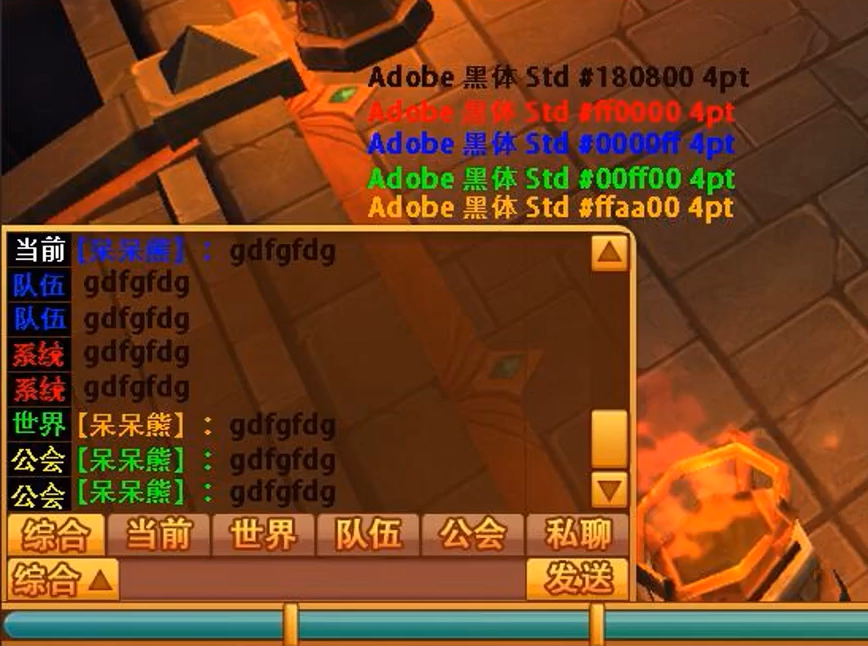 Adobe 黑体 Std #180800 4pt
Adobe 黑体 Std #ff0000 4pt
Adobe 黑体 Std #0000ff 4pt
Adobe 黑体 Std #00ff00 4pt
Adobe 黑体 Std #ffaa00 4pt
当前 [呆呆熊] : gdfgfdg
队伍 gdfgfdg
队伍 gdfgfdg
系统 gdfgfdg
系统 gdfgfdg
世界 [呆呆熊] : gdfgfdg
公会 [呆呆熊] : gdfgfdg
公会 [呆呆熊] : gdfgfdg
综合 当前 世界 队伍 公会 私聊
综合 发送